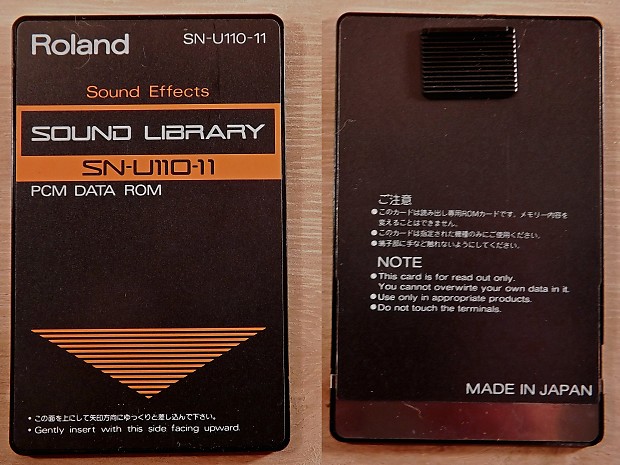 Roland
SN-U110-11
Sound Effects
SOUND LIBRARY
SN-U110-11
PCM DATA ROM
• この面を上にして矢印方向にゆっくりと差し込んで下さい。
• Gently insert with this side facing upward.
ご注意
●このカードは読み出し専用ROMカードです。メモリー内容を
変えることはできません。
●このカードは指定された機種のみにご使用ください。
●端子部に手など触れないようにしてください。
NOTE
●This card is for read out only.
You cannot overwirte your own data in it.
●Use only in appropriate products.
●Do not touch the terminals.
MADE IN JAPAN